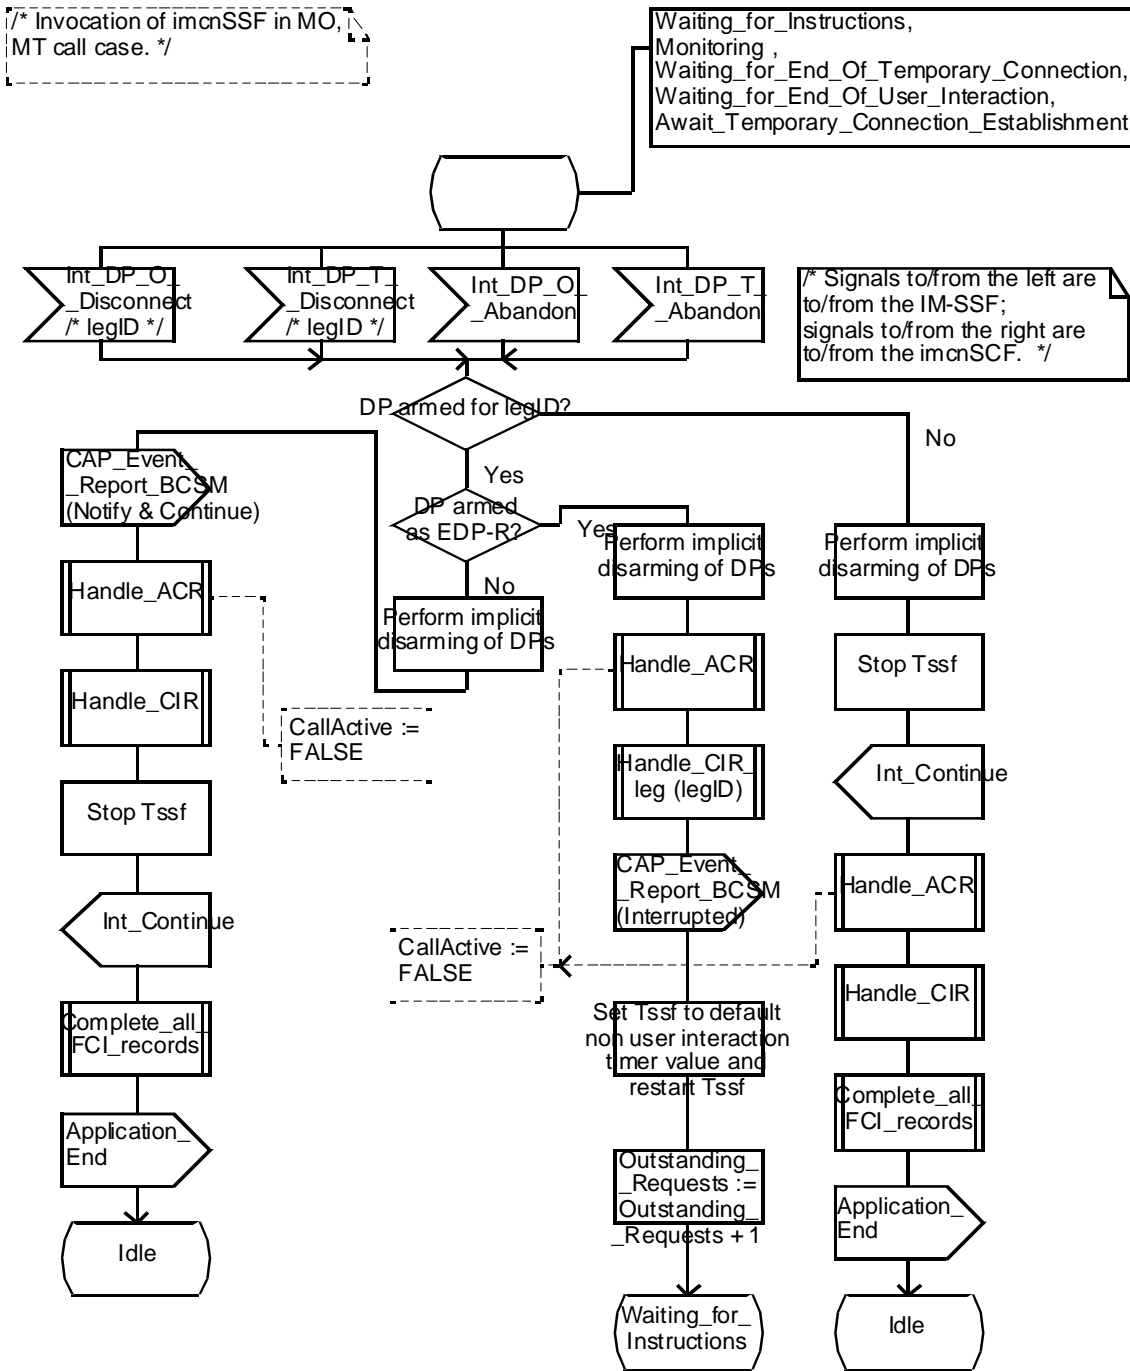 /* Invocation of imcnSSF in MO,
MT call case. */
Waiting_for_Instructions,
Monitoring ,
Waiting_for_End_Of_Temporary_Connection,
Waiting_for_End_Of_User_Interaction,
Await_Temporary_Connection_Establishment
Int_DP_O_
_Disconnect
/* legID */
Int_DP_T_
_Disconnect
/* legID */
Int_DP_O_
_Abandon
Int_DP_T_
_Abandon
/* Signals to/from the left are
to/from the IM-SSF;
signals to/from the right are
to/from the imcnSCF. */
DP armed for legID?
No
Yes
CAP_Event_
_Report_BCSM
(Notify & Continue)
DP armed
as EDP-R?
Yes
No
Perform implicit
disarming of DPs
Perform implicit
disarming of DPs
Perform implicit
disarming of DPs
Handle_ACR
Handle_CIR
CallActive :=
FALSE
Stop Tssf
Int_Continue
Complete_all_
FCI_records
Application_
End
Idle
Handle_ACR
Handle_CIR_
leg (legID)
CAP_Event_
_Report_BCSM
(Interrupted)
CallActive :=
FALSE
Set Tssf to default
non user interaction
timer value and
restart Tssf
Outstanding_
_Requests :=
Outstanding_
_Requests + 1
Waiting_for_
Instructions
Stop Tssf
Int_Continue
Handle_ACR
Handle_CIR
Complete_all_
FCI_records
Application_
End
Idle